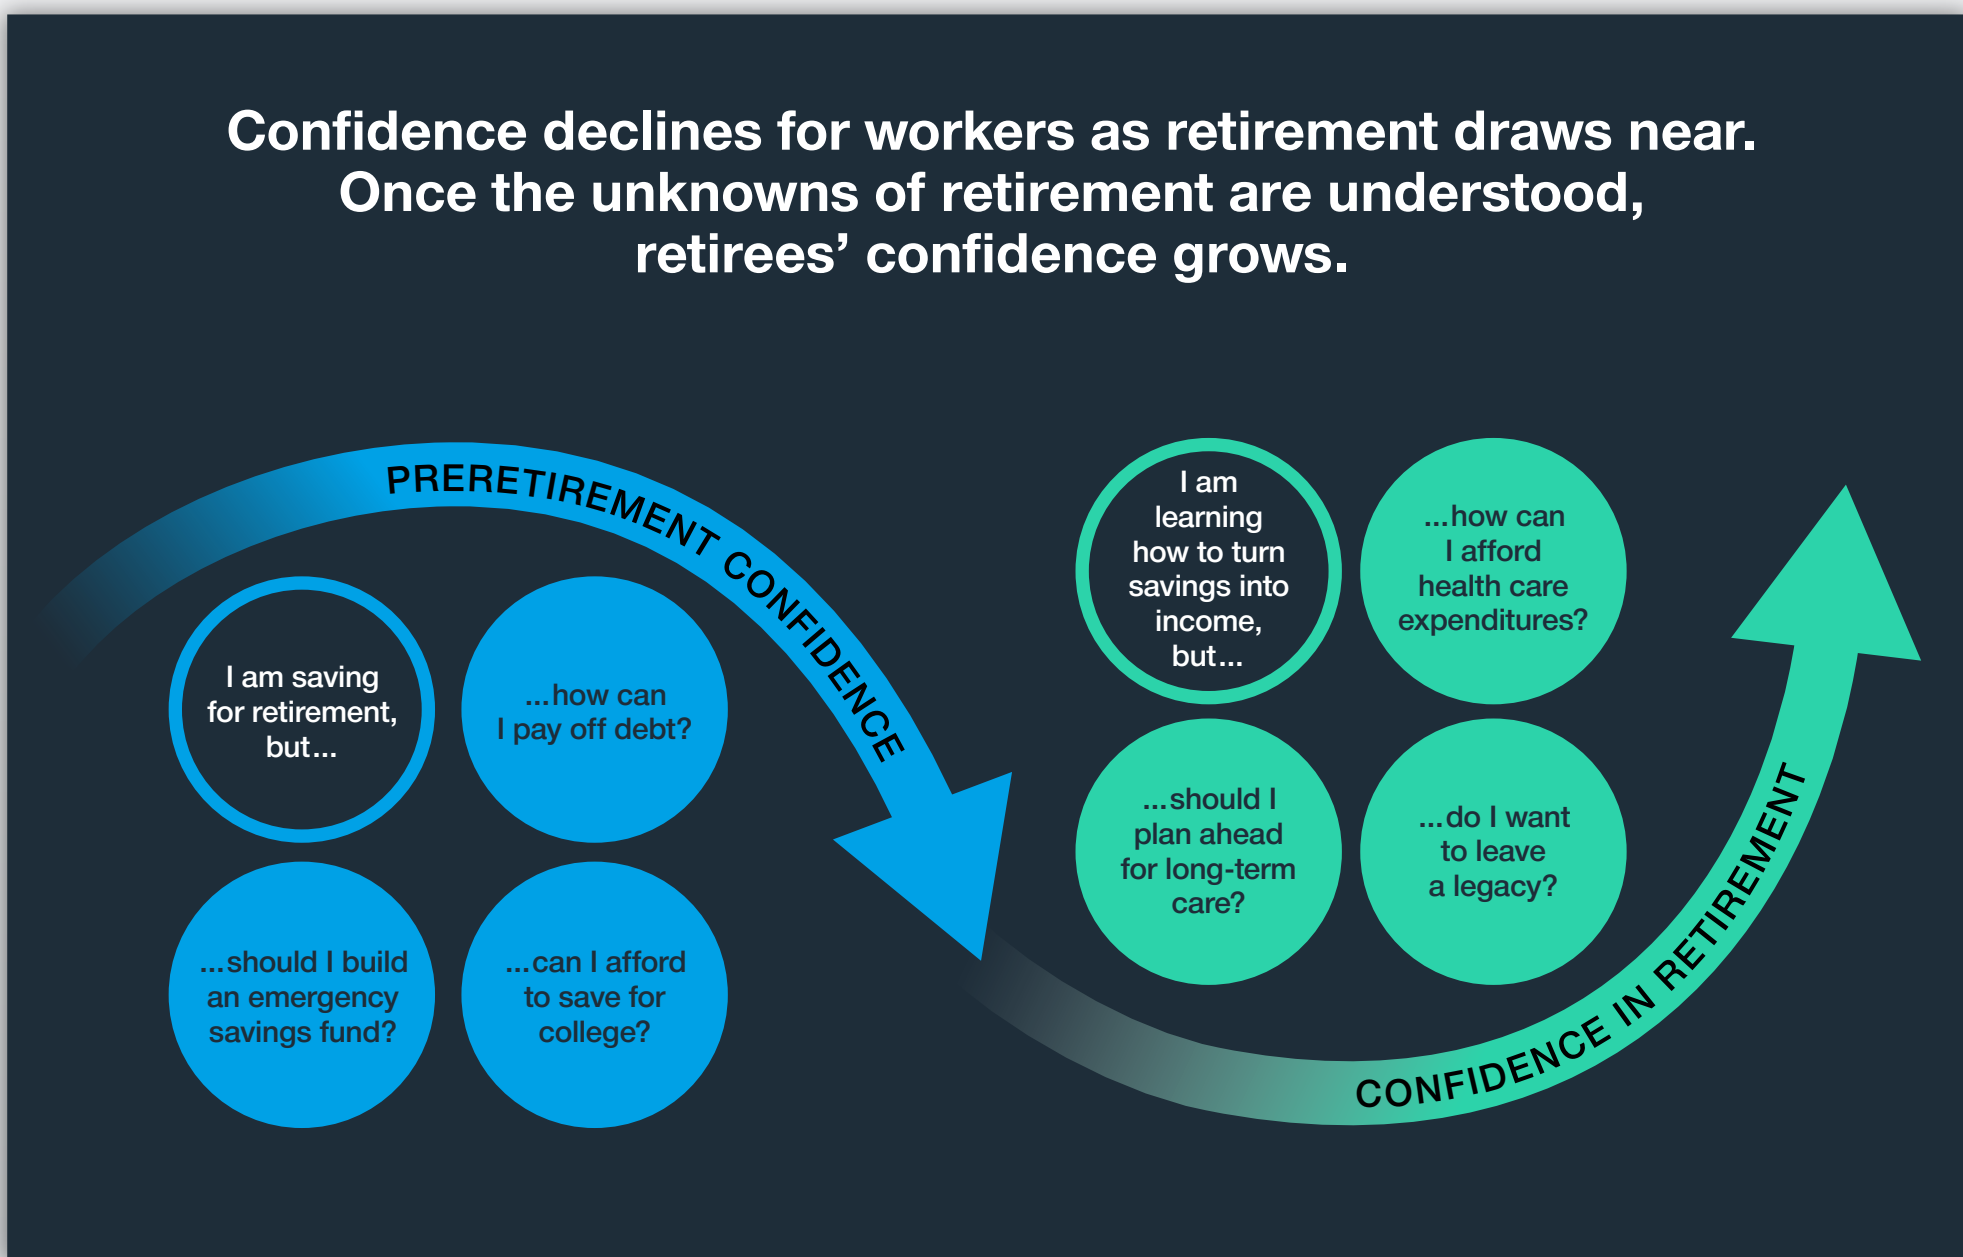 Confidence declines for workers as retirement draws near.
Once the unknowns of retirement are understood,
retirees’ confidence grows.
PRERETIREMENT CONFIDENCE
I am saving
for retirement,
but...
...how can
I pay off debt?
...should I build
an emergency
savings fund?
...can I afford
to save for
college?
I am
learning
how to turn
savings into
income,
but...
...how can
I afford
health care
expenditures?
...should I
plan ahead
for long-term
care?
...do I want
to leave
a legacy?
CONFIDENCE IN RETIREMENT